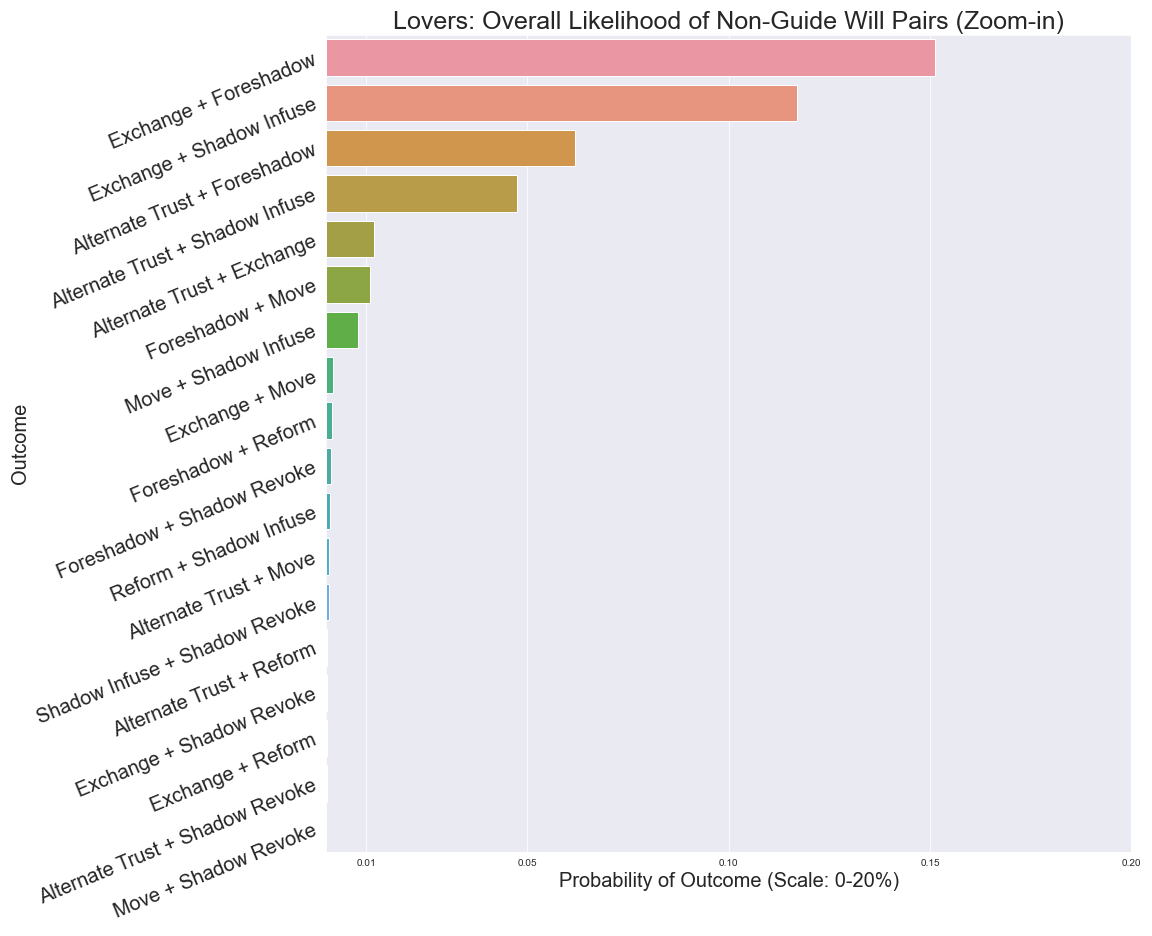 Lovers: Overall Likelihood of Non-Guide Will Pairs (Zoom-in)
Outcome
Exchange + Foreshadow
Exchange + Shadow Infuse
Alternate Trust + Foreshadow
Alternate Trust + Shadow Infuse
Alternate Trust + Exchange
Foreshadow + Move
Move + Shadow Infuse
Exchange + Move
Foreshadow + Reform
Foreshadow + Shadow Revoke
Reform + Shadow Infuse
Alternate Trust + Move
Shadow Infuse + Shadow Revoke
Alternate Trust + Reform
Exchange + Shadow Revoke
Exchange + Reform
Alternate Trust + Shadow Revoke
Move + Shadow Revoke
0.01 0.05 0.10 0.15 0.20
Probability of Outcome (Scale: 0-20%)